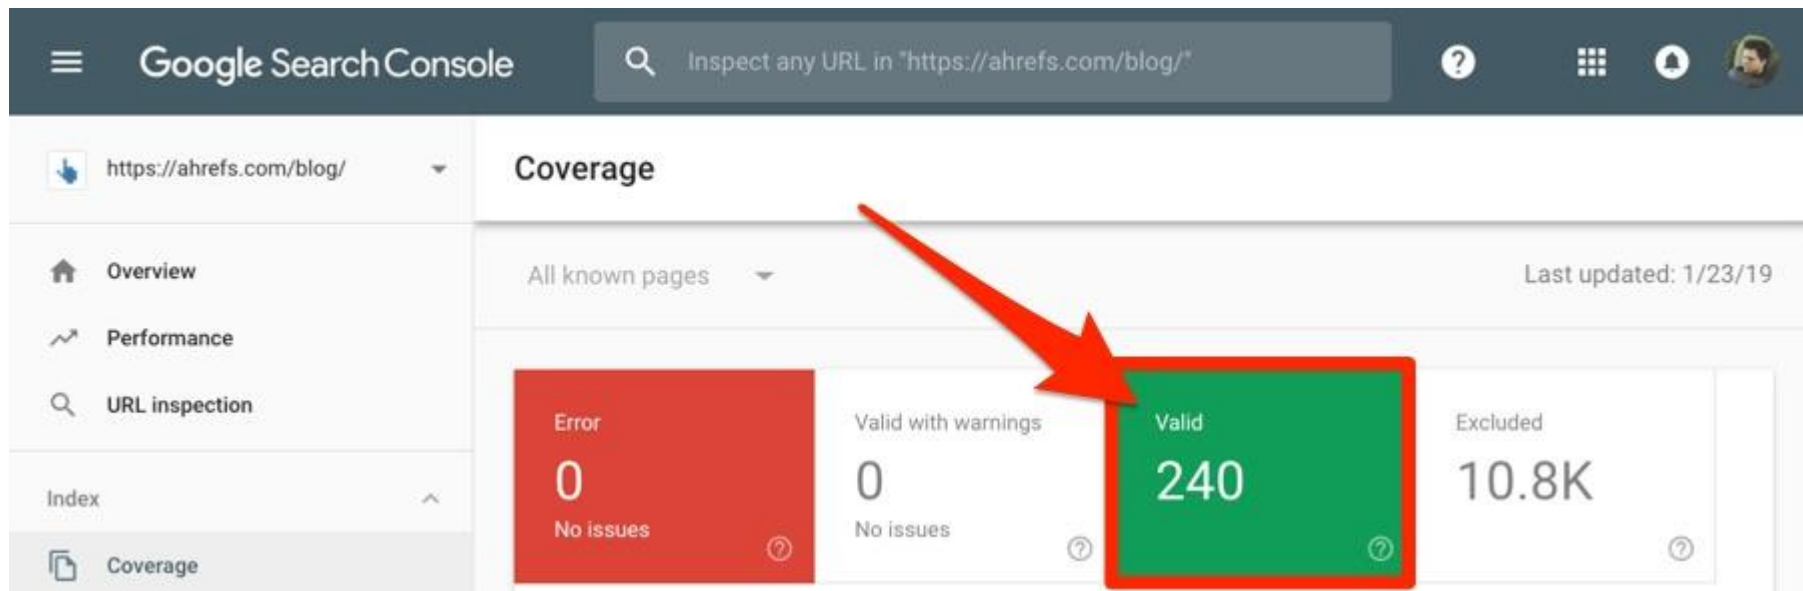 Google Search Console
Inspect any URL in "https://ahrefs.com/blog/"
https://ahrefs.com/blog/
Coverage
Overview
Performance
URL inspection
Index
Coverage
All known pages
Last updated: 1/23/19
Error
0
No issues
Valid with warnings
0
No issues
Valid
240
Excluded
10.8K